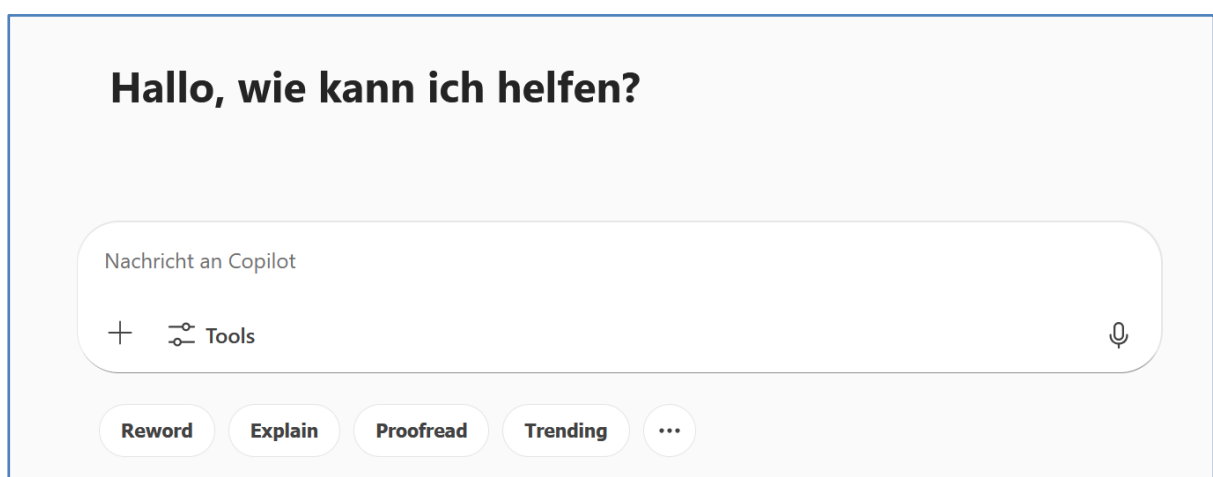 Hallo, wie kann ich helfen?
Nachricht an Copilot
Tools
Reword Explain Proofread Trending